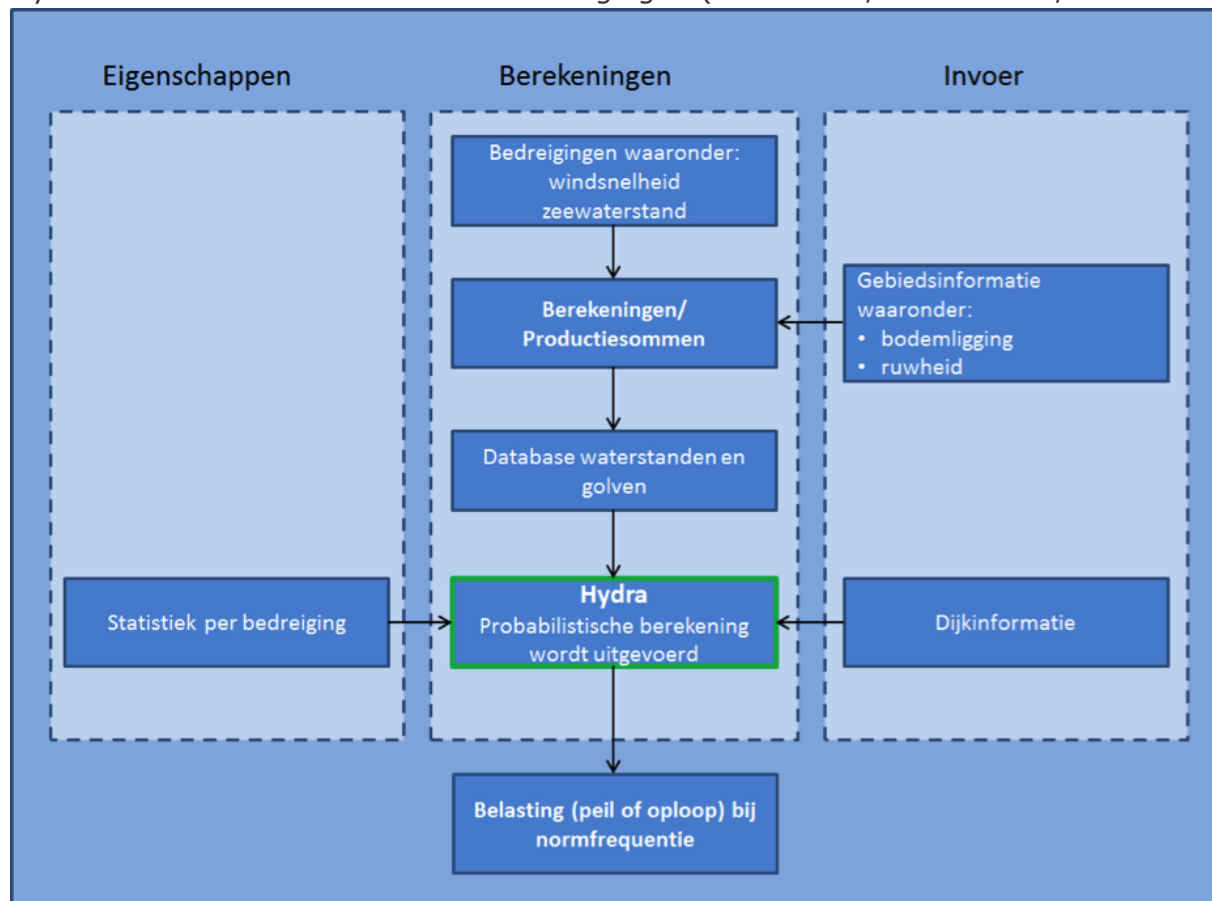 Eigenschappen
Berekeningen
Invoer
Bedreigingen waaronder:
windsnelheid
zeewaterstand
Berekeningen/
Productiesommen
Gebiedsinformatie
waaronder:
• bodemligging
• ruwheid
Database waterstanden en
golven
Statistiek per bedreiging
Hydra
Probabilistische berekening
wordt uitgevoerd
Dijkinformatie
Belasting (peil of oploop) bij
normfrequentie